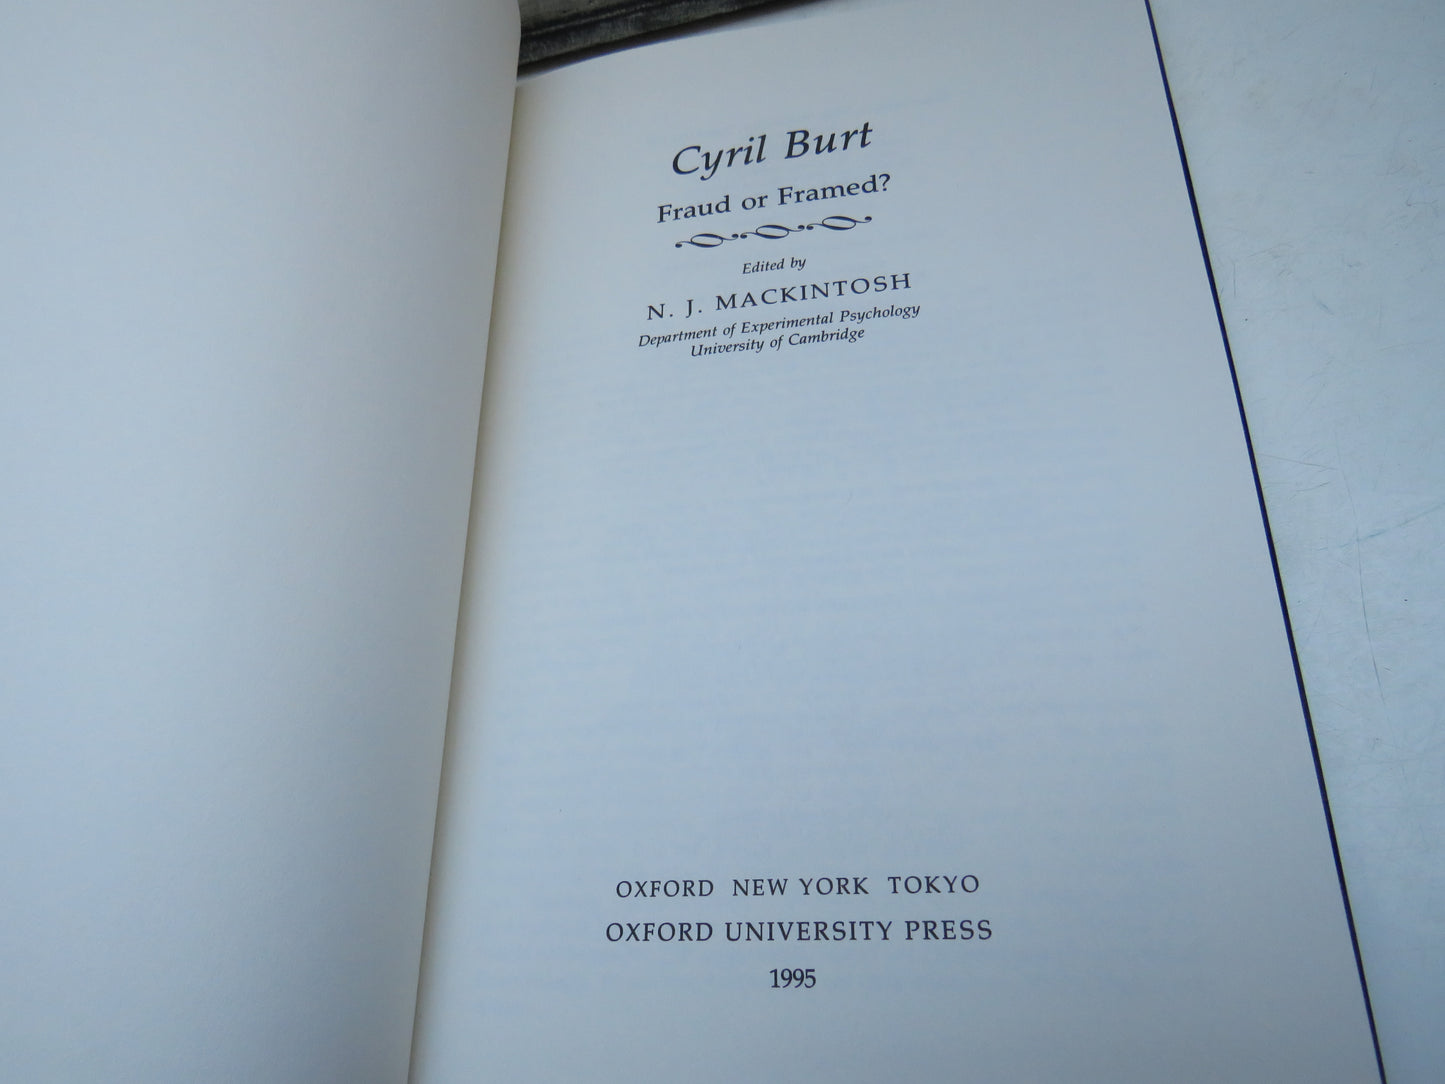 Cyril Burt
Fraud or Framed?
Edited by
N. J. MACKINTOSH
Department of Experimental Psychology
University of Cambridge
OXFORD NEW YORK TOKYO
OXFORD UNIVERSITY PRESS
1995